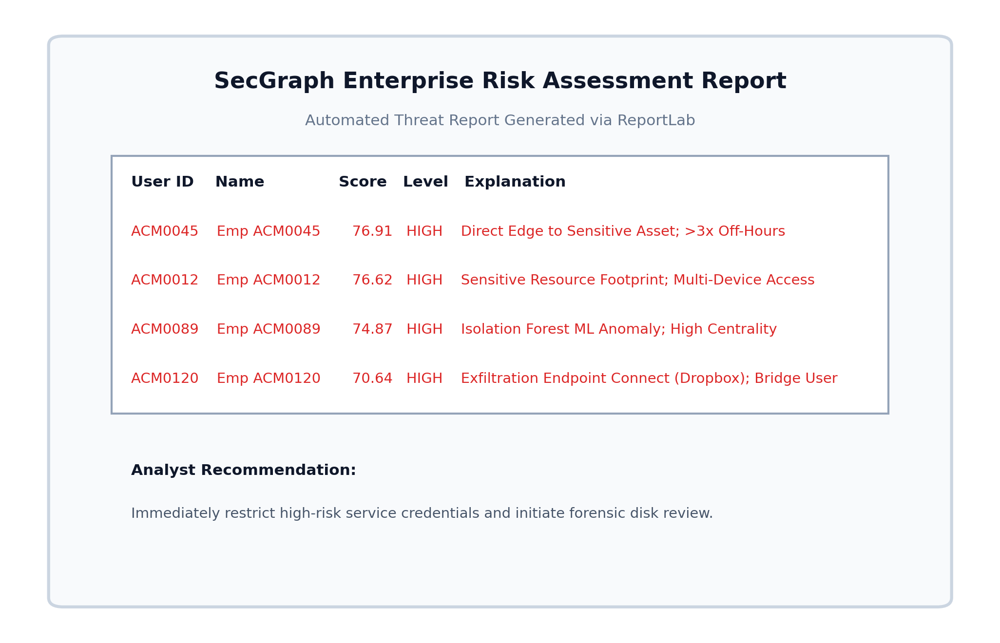 SecGraph Enterprise Risk Assessment Report
Automated Threat Report Generated via ReportLab
User ID Name Score Level Explanation
ACM0045 Emp ACM0045 76.91 HIGH Direct Edge to Sensitive Asset; >3x Off-Hours
ACM0012 Emp ACM0012 76.62 HIGH Sensitive Resource Footprint; Multi-Device Access
ACM0089 Emp ACM0089 74.87 HIGH Isolation Forest ML Anomaly; High Centrality
ACM0120 Emp ACM0120 70.64 HIGH Exfiltration Endpoint Connect (Dropbox); Bridge User
Analyst Recommendation:
Immediately restrict high-risk service credentials and initiate forensic disk review.